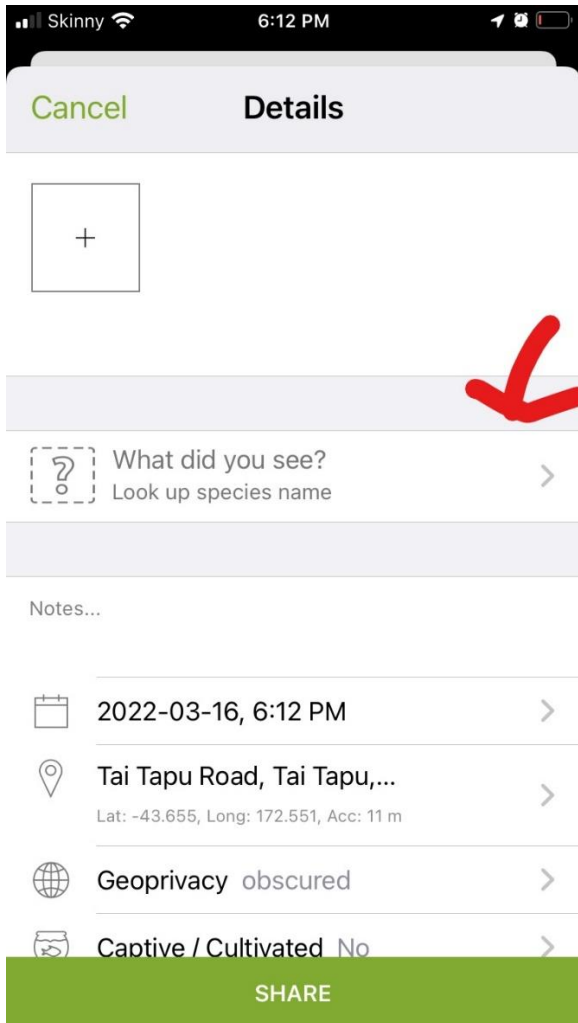 Skinny 6:12 PM
Cancel Details
+
What did you see?
Look up species name
Notes...
2022-03-16, 6:12 PM
Tai Tapu Road, Tai Tapu,...
Lat: -43.655, Long: 172.551, Acc: 11 m
Geoprivacy obscured
Captive / Cultivated No
SHARE